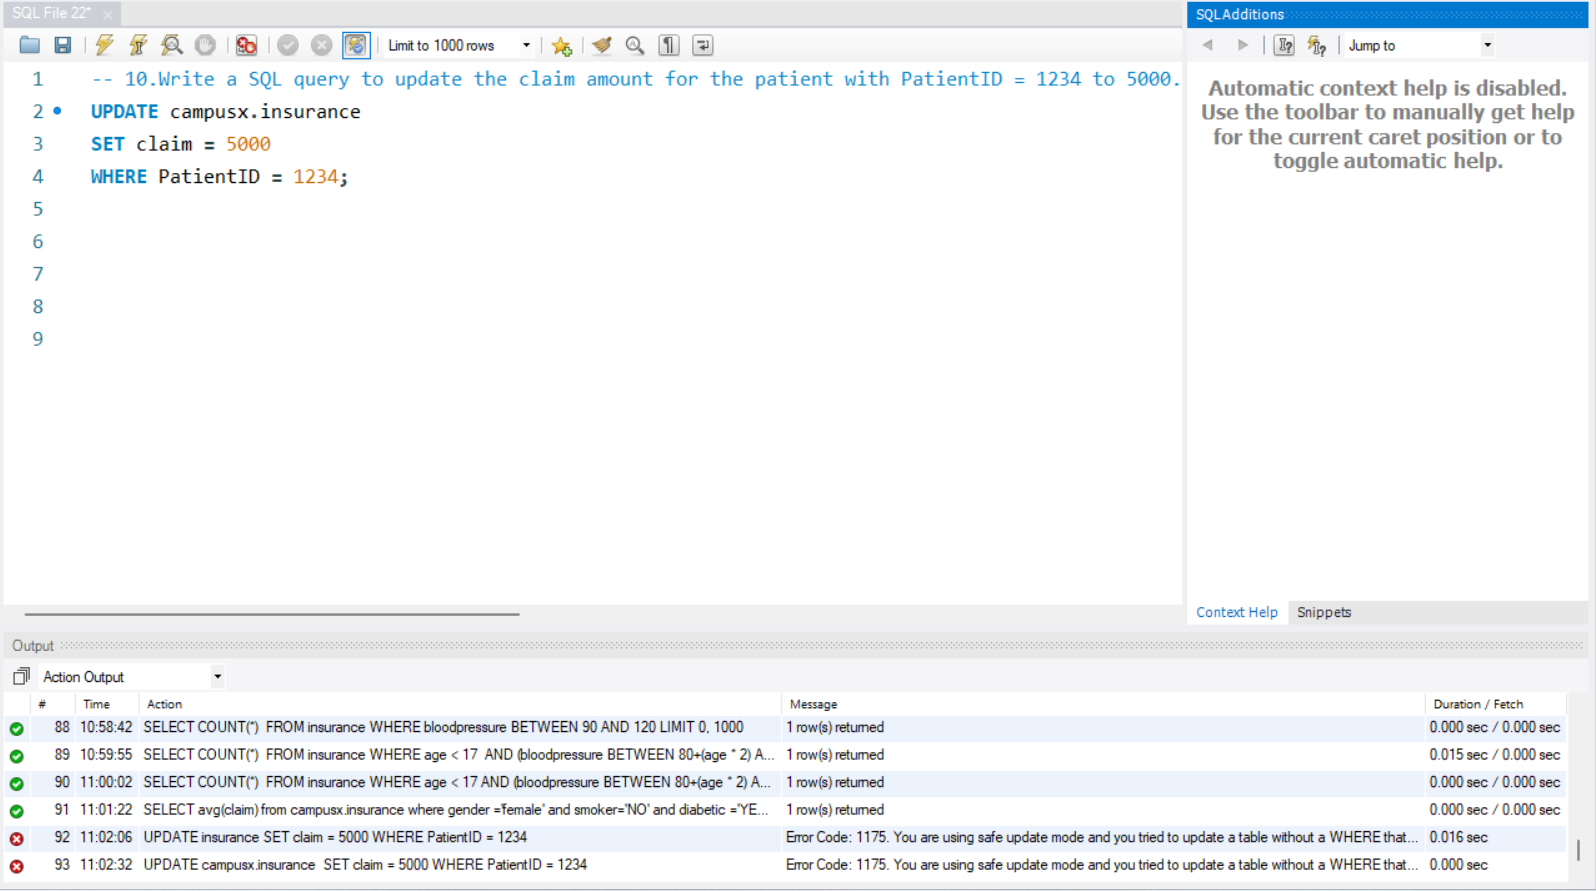 SQL File 22*
SQLAdditions
Limit to 1000 rows
Jump to
1 -- 10.Write a SQL query to update the claim amount for the patient with PatientID = 1234 to 5000.
2 UPDATE campusx.insurance
3 SET claim = 5000
4 WHERE PatientID = 1234;
5
6
7
8
9
Automatic context help is disabled.
Use the toolbar to manually get help
for the current caret position or to
toggle automatic help.
Context Help Snippets
Output
Action Output
# Time Action Message Duration / Fetch
88 10:58:42 SELECT COUNT(*) FROM insurance WHERE bloodpressure BETWEEN 90 AND 120 LIMIT 0, 1000 1 row(s) returned 0.000 sec / 0.000 sec
89 10:59:55 SELECT COUNT(*) FROM insurance WHERE age < 17 AND (bloodpressure BETWEEN 80+(age * 2) A... 1 row(s) returned 0.015 sec / 0.000 sec
90 11:00:02 SELECT COUNT(*) FROM insurance WHERE age < 17 AND (bloodpressure BETWEEN 80+(age * 2) A... 1 row(s) returned 0.000 sec / 0.000 sec
91 11:01:22 SELECT avg(claim) from campusx.insurance where gender ='female' and smoker='NO' and diabetic ='YE... 1 row(s) returned 0.000 sec / 0.000 sec
92 11:02:06 UPDATE insurance SET claim = 5000 WHERE PatientID = 1234 Error Code: 1175. You are using safe update mode and you tried to update a table without a WHERE that... 0.016 sec
93 11:02:32 UPDATE campusx.insurance SET claim = 5000 WHERE PatientID = 1234 Error Code: 1175. You are using safe update mode and you tried to update a table without a WHERE that... 0.000 sec